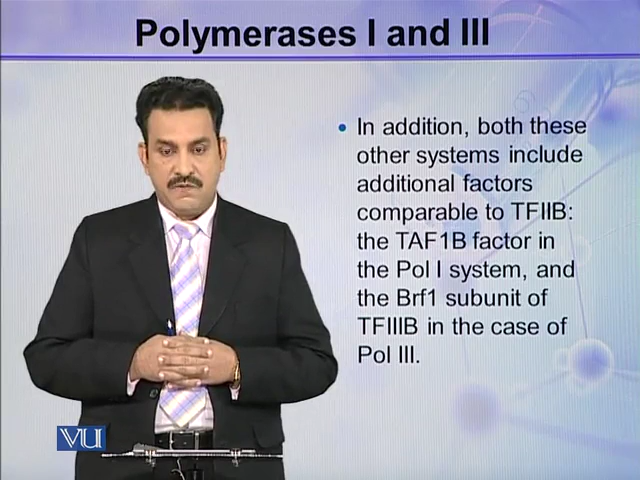 Polymerases I and III
• In addition, both these
other systems include
additional factors
comparable to TFIIB:
the TAF1B factor in
the Pol I system, and
the Brf1 subunit of
TFIIIB in the case of
Pol III.
VU